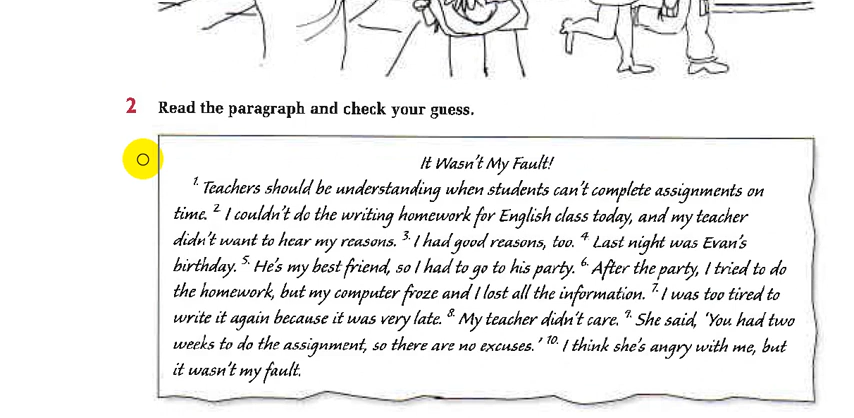 2 Read the paragraph and check your guess.
It Wasn't My Fault!
1. Teachers should be understanding when students can't complete assignments on
time. 2 I couldn't do the writing homework for English class today, and my teacher
didn't want to hear my reasons. 3. I had good reasons, too. 4 Last night was Evan's
birthday. 5. He's my best friend, so I had to go to his party. 6. After the party, I tried to do
the homework, but my computer froze and I lost all the information. 7. I was too tired to
write it again because it was very late. 8. My teacher didn't care. 9. She said, 'You had two
weeks to do the assignment, so there are no excuses.' 10. I think she's angry with me, but
it wasn't my fault.